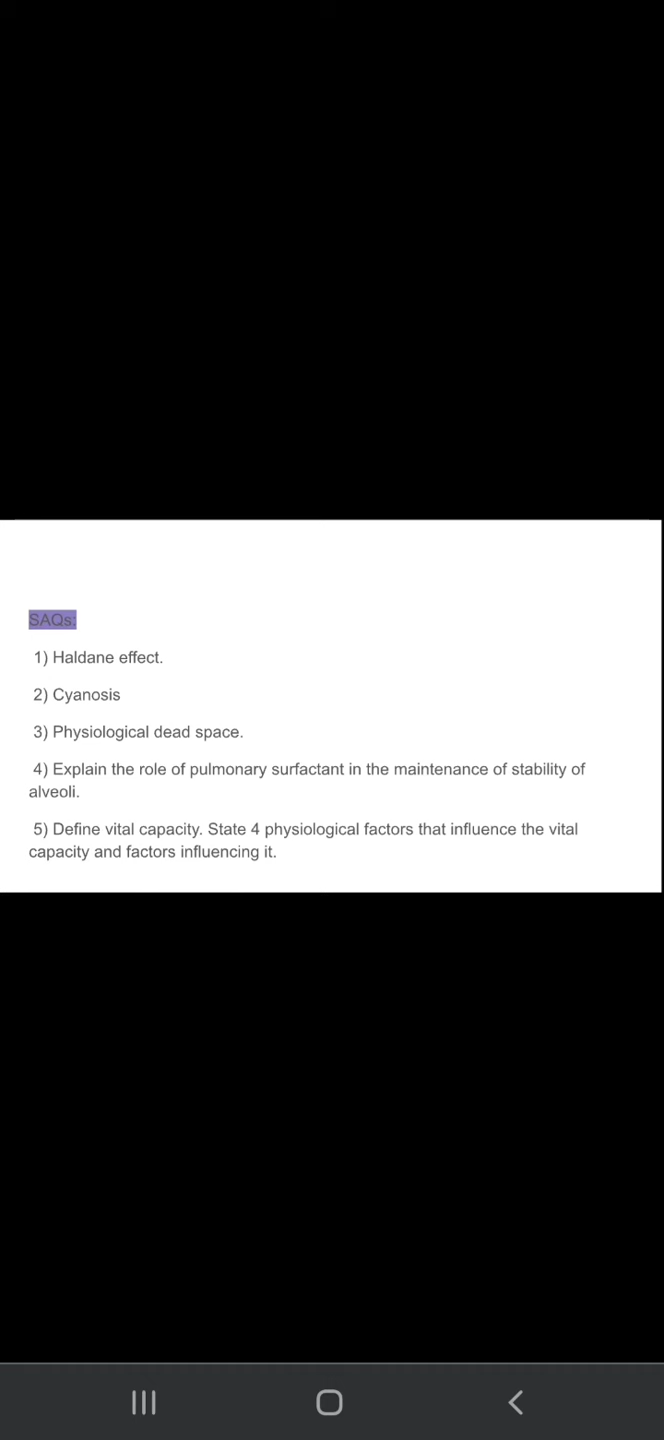 SAQs:
1) Haldane effect.
2) Cyanosis
3) Physiological dead space.
4) Explain the role of pulmonary surfactant in the maintenance of stability of
alveoli.
5) Define vital capacity. State 4 physiological factors that influence the vital
capacity and factors influencing it.